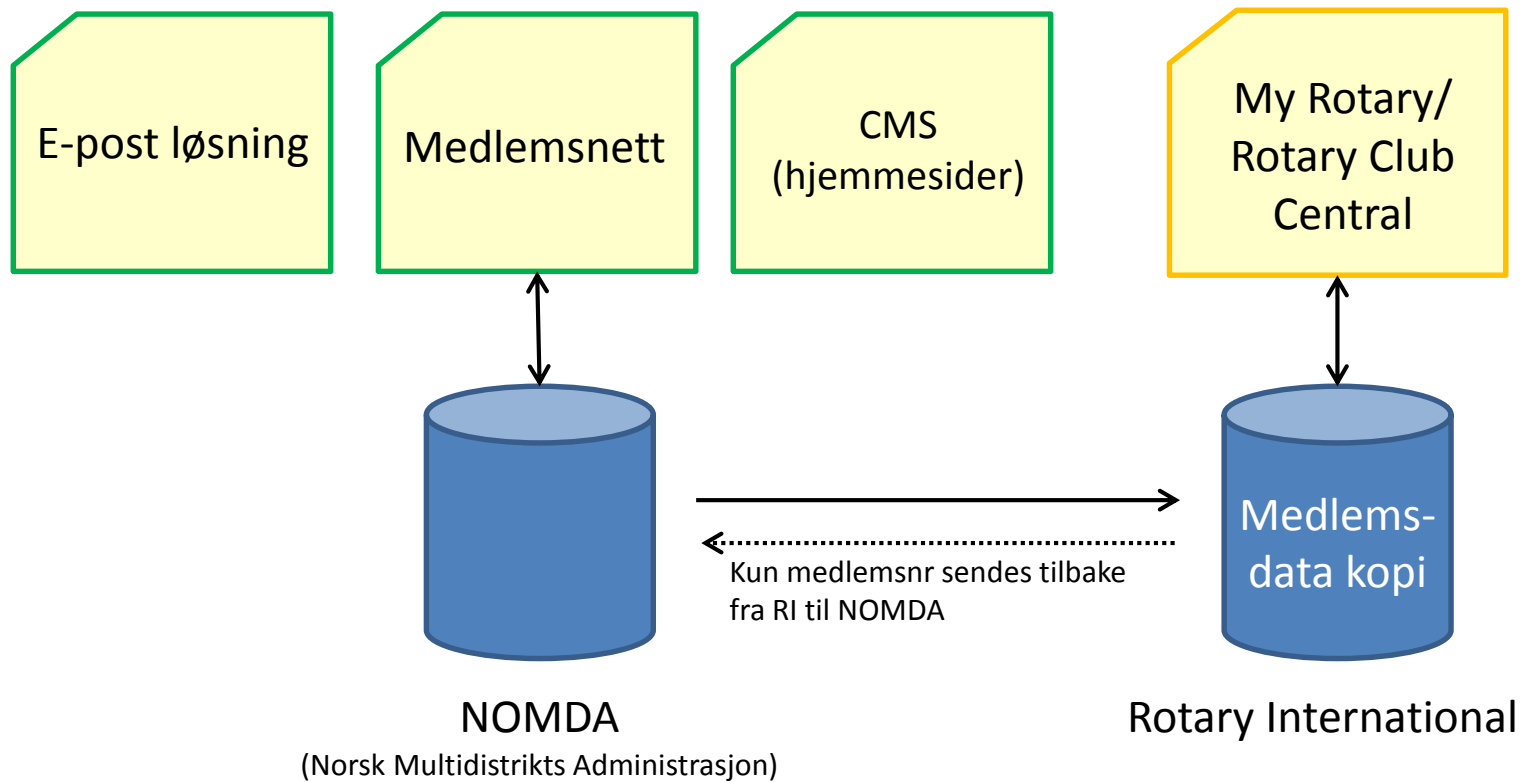 E-post løsning
Medlemsnett
CMS
(hjemmesider)
My Rotary/
Rotary Club
Central
Medlems-
data kopi
Kun medlemsnr sendes tilbake
fra RI til NOMDA
NOMDA
(Norsk Multidistrikts Administrasjon)
Rotary International